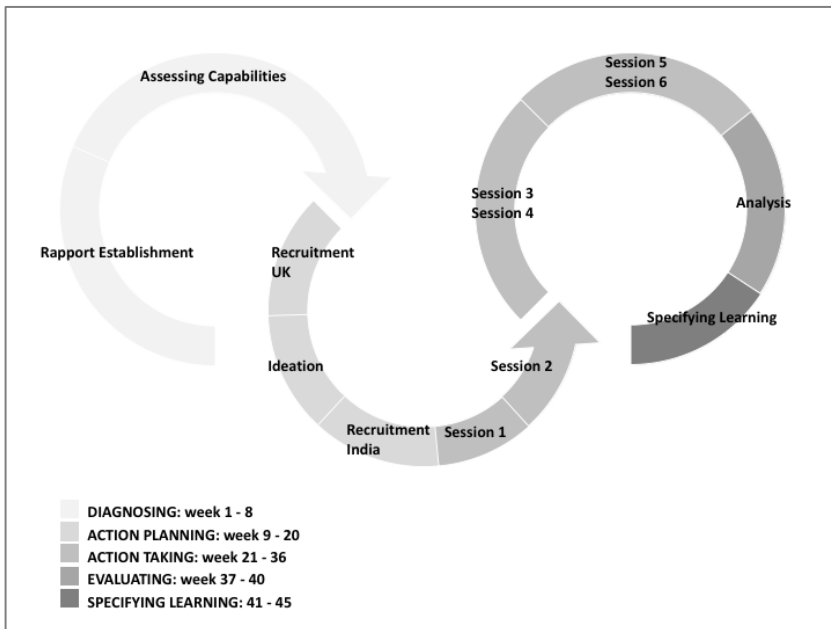 Assessing Capabilities
Rapport Establishment
Recruitment
UK
Ideation
Recruitment
India
Session 1
Session 2
Session 3
Session 4
Session 5
Session 6
Analysis
Specifying Learning
DIAGNOSING: week 1 - 8
ACTION PLANNING: week 9 - 20
ACTION TAKING: week 21 - 36
EVALUATING: week 37 - 40
SPECIFYING LEARNING: 41 - 45